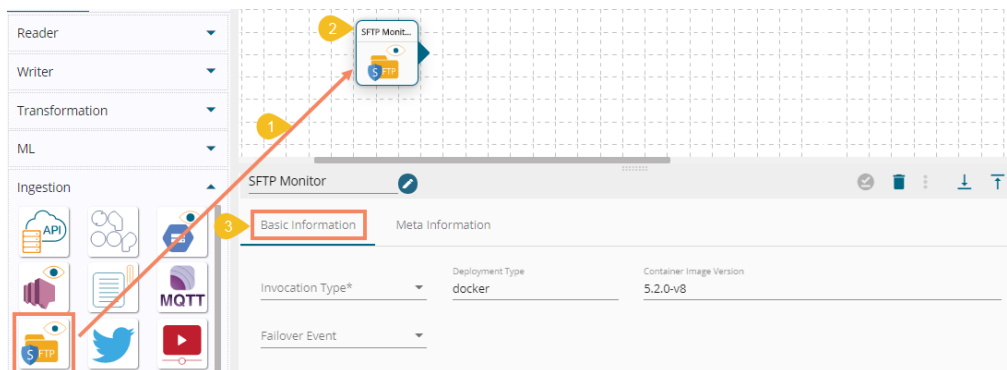 Reader
Writer
Transformation
ML
Ingestion
API
MQTT
S FTP
2
SFTP Monit...
S FTP
1
SFTP Monitor
3
Basic Information
Meta Information
Invocation Type*
Deployment Type
docker
Container Image Version
5.2.0-v8
Failover Event